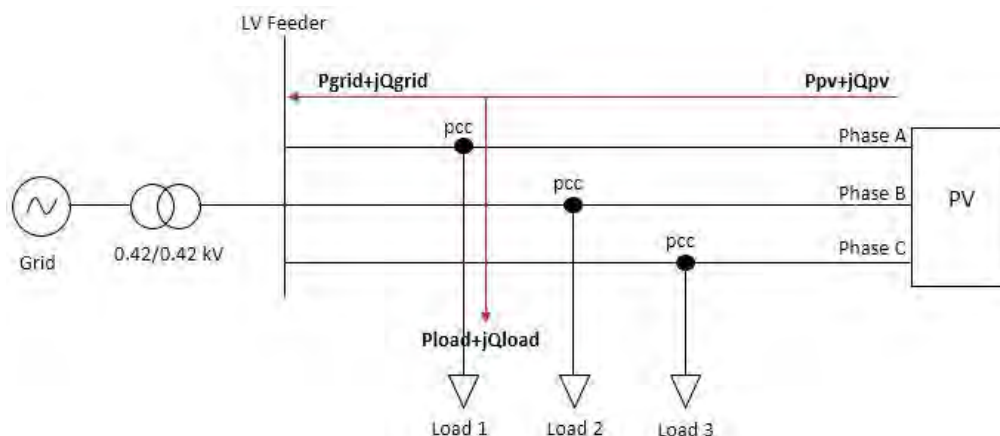 LV Feeder
Pgrid+jQgrid
Ppv+jQpv
pcc
Phase A
pcc
Phase B
PV
Grid
0.42/0.42 kV
pcc
Phase C
Pload+jQload
Load 1
Load 2
Load 3